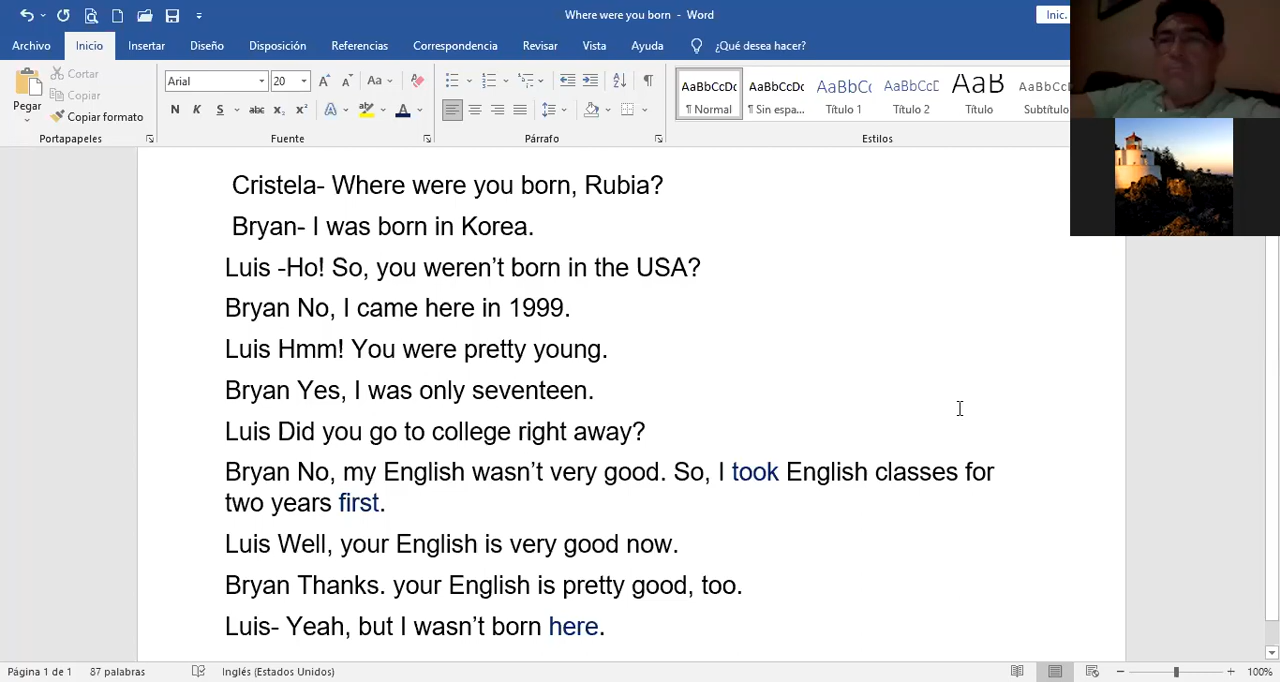 Where were you born - Word
Inic.
Archivo Inicio Insertar Diseño Disposición Referencias Correspondencia Revisar Vista Ayuda ¿Qué desea hacer?
Pegar
Cortar
Copiar
Copiar formato
Portapapeles
Arial 20
Aa
N K S abc x₂ x² A A
Fuente
Párrafo
AaBbCcDc AaBbCcDc AaBbC AaBbCcD AaB AaBbC
¶ Normal ¶ Sin espa... Título 1 Título 2 Título Subtítulo
Estilos
Cristela- Where were you born, Rubia?
Bryan- I was born in Korea.
Luis -Ho! So, you weren’t born in the USA?
Bryan No, I came here in 1999.
Luis Hmm! You were pretty young.
Bryan Yes, I was only seventeen.
Luis Did you go to college right away?
Bryan No, my English wasn’t very good. So, I took English classes for
two years first.
Luis Well, your English is very good now.
Bryan Thanks. your English is pretty good, too.
Luis- Yeah, but I wasn’t born here.
Página 1 de 1 87 palabras Inglés (Estados Unidos) 100%